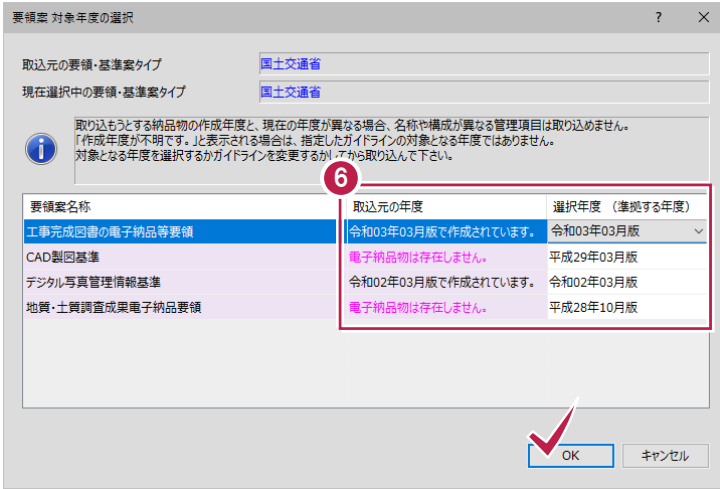 要領案 対象年度の選択
取込元の要領・基準案タイプ 国土交通省
現在選択中の要領・基準案タイプ 国土交通省
取り込もうとする納品物の作成年度と、現在の年度が異なる場合、名称や構成が異なる管理項目は取り込めません。
「作成年度が不明です。」と表示される場合は、指定したガイドラインの対象となる年度ではありません。
対象となる年度を選択するかガイドラインを変更するかしてから取り込んで下さい。
6
要領案名称 取込元の年度 選択年度 （準拠する年度）
工事完成図書の電子納品等要領 令和03年03月版で作成されています。 令和03年03月版
CAD製図基準 電子納品物は存在しません。 平成29年03月版
デジタル写真管理情報基準 令和02年03月版で作成されています。 令和02年03月版
地質・土質調査成果電子納品要領 電子納品物は存在しません。 平成28年10月版
OK キャンセル